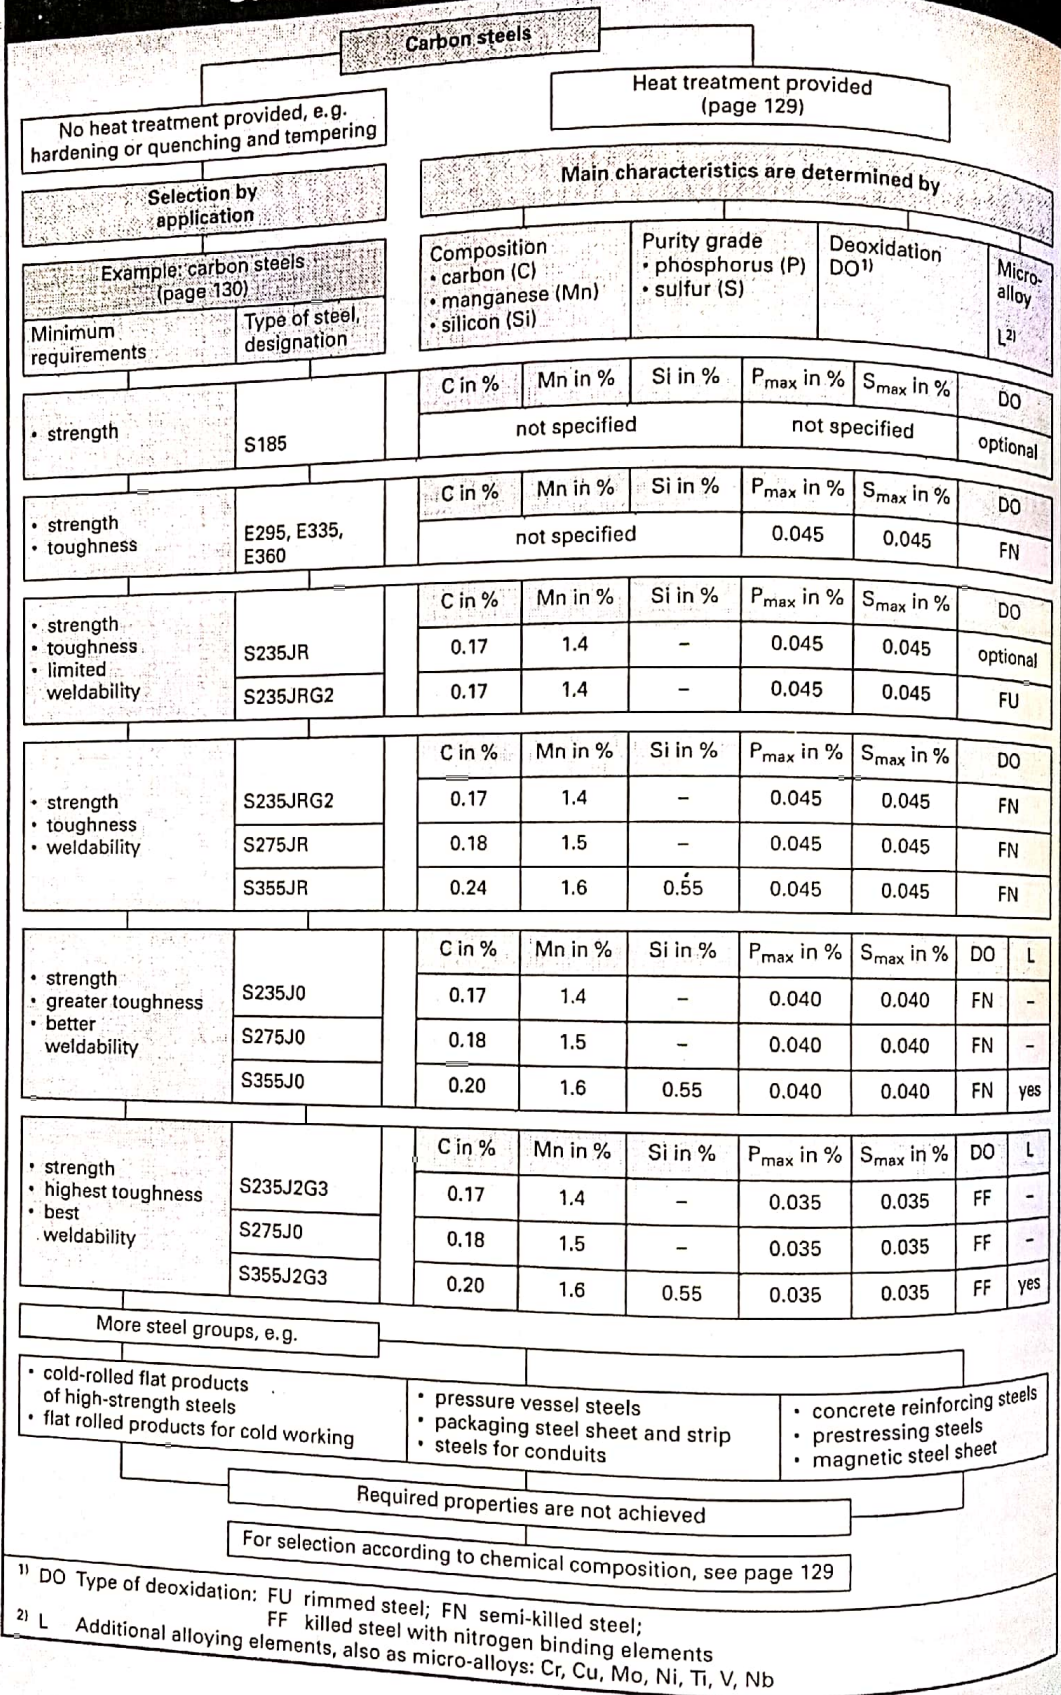 Carbon steels
No heat treatment provided, e.g.
hardening or quenching and tempering
Heat treatment provided
(page 129)
Selection by
application
Main characteristics are determined by
Example: carbon steels
(page 130)
Minimum
requirements
Type of steel,
designation
Composition
• carbon (C)
• manganese (Mn)
• silicon (Si)
Purity grade
• phosphorus (P)
• sulfur (S)
Deoxidation
DO1)
Micro-
alloy
L2)
C in % Mn in % Si in % Pmax in % Smax in % DO
• strength
S185
not specified not specified optional
C in % Mn in % Si in % Pmax in % Smax in % DO
• strength
• toughness
E295, E335,
E360
not specified 0.045 0.045 FN
C in % Mn in % Si in % Pmax in % Smax in % DO
• strength
• toughness
• limited
weldability
S235JR 0.17 1.4 – 0.045 0.045 optional
S235JRG2 0.17 1.4 – 0.045 0.045 FU
C in % Mn in % Si in % Pmax in % Smax in % DO
• strength
• toughness
• weldability
S235JRG2 0.17 1.4 – 0.045 0.045 FN
S275JR 0.18 1.5 – 0.045 0.045 FN
S355JR 0.24 1.6 0.55 0.045 0.045 FN
C in % Mn in % Si in % Pmax in % Smax in % DO L
• strength
• greater toughness
• better
weldability
S235J0 0.17 1.4 – 0.040 0.040 FN –
S275J0 0.18 1.5 – 0.040 0.040 FN –
S355J0 0.20 1.6 0.55 0.040 0.040 FN yes
C in % Mn in % Si in % Pmax in % Smax in % DO L
• strength
• highest toughness
• best
weldability
S235J2G3 0.17 1.4 – 0.035 0.035 FF –
S275J0 0.18 1.5 – 0.035 0.035 FF –
S355J2G3 0.20 1.6 0.55 0.035 0.035 FF yes
More steel groups, e.g.
• cold-rolled flat products
of high-strength steels
• flat rolled products for cold working
• pressure vessel steels
• packaging steel sheet and strip
• steels for conduits
• concrete reinforcing steels
• prestressing steels
• magnetic steel sheet
Required properties are not achieved
For selection according to chemical composition, see page 129
1) DO Type of deoxidation: FU rimmed steel; FN semi-killed steel;
FF killed steel with nitrogen binding elements
2) L Additional alloying elements, also as micro-alloys: Cr, Cu, Mo, Ni, Ti, V, Nb